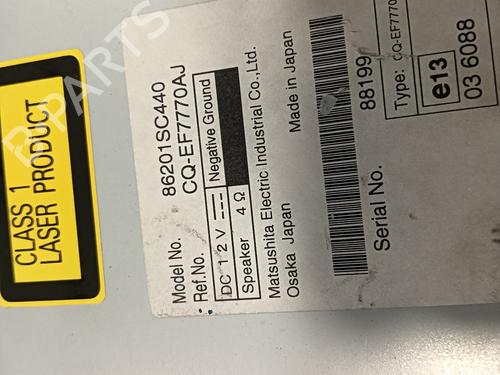 CLASS 1
LASER PRODUCT
Model No. 86201SC440
Ref.No. CQ-EF7770AJ
DC 12V Negative Ground
Speaker 4 Ω
Matsushita Electric Industrial Co.,Ltd.
Osaka Japan Made in Japan
88199
Serial No.
Type: CQ-EF7770
e13
03 6088
B PARTS